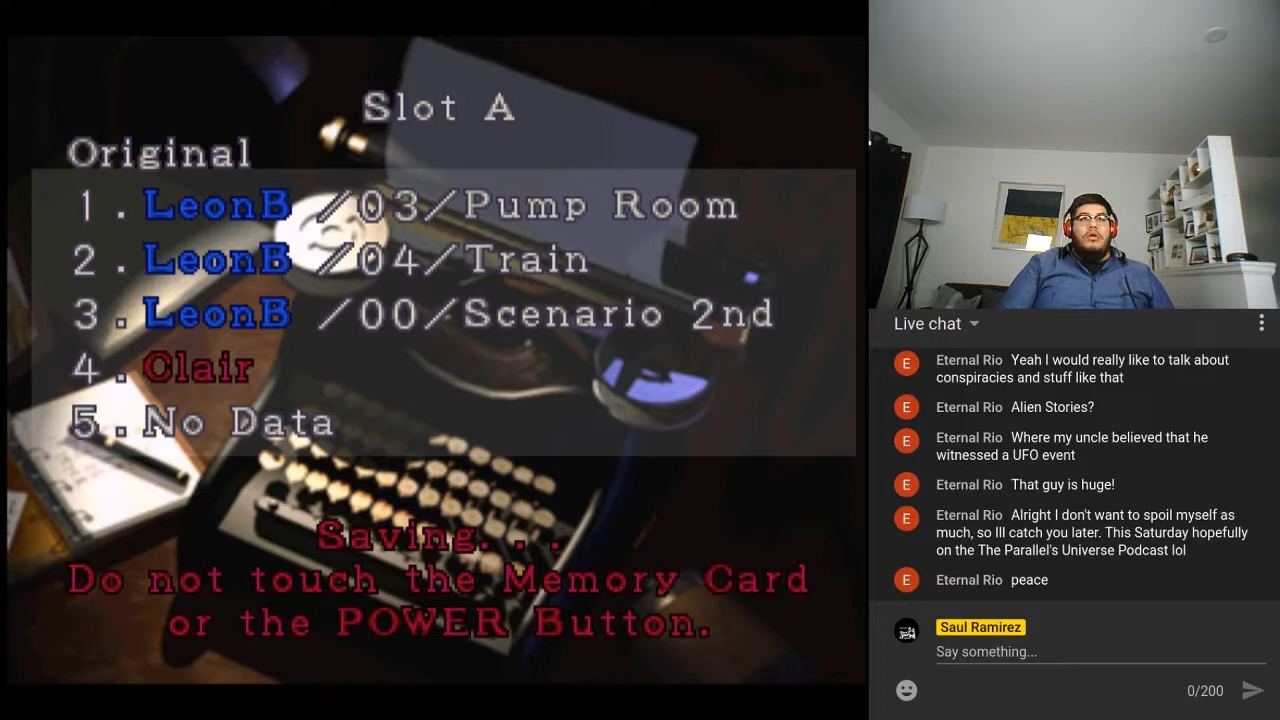 Slot A
Original
1. LeonB /03/Pump Room
2. LeonB /04/Train
3. LeonB /00/Scenario 2nd
4. Clair
5. No Data
Saving. . .
Do not touch the Memory Card
or the POWER Button.
Live chat
E Eternal Rio Yeah I would really like to talk about
conspiracies and stuff like that
E Eternal Rio Alien Stories?
E Eternal Rio Where my uncle believed that he
witnessed a UFO event
E Eternal Rio That guy is huge!
E Eternal Rio Alright I don't want to spoil myself as
much, so Ill catch you later. This Saturday hopefully
on the The Parallel's Universe Podcast lol
E Eternal Rio peace
Saul Ramirez
Say something...
0/200